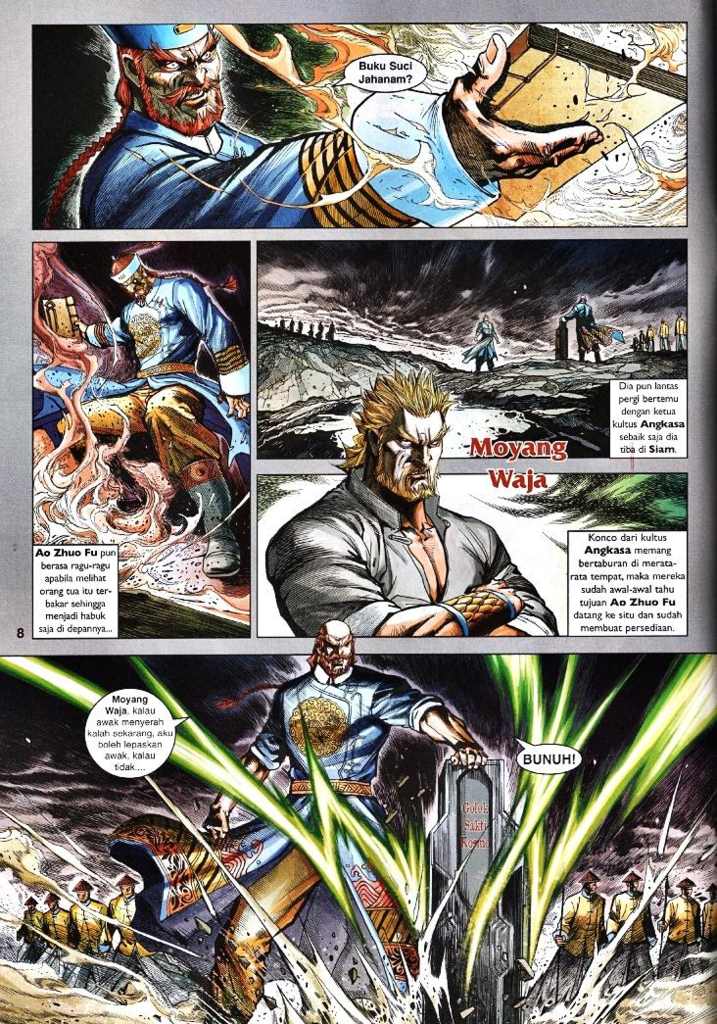 Buku Suci
Jahanam?
Ao Zhuo Fu pun
berasa ragu-ragu
apabila melihat
orang tua itu ter-
bakar sehingga
menjadi habuk
saja di depannya...
Dia pun lantas
pergi bertemu
dengan ketua
kultus Angkasa
sebaik saja dia
tiba di Siam.
Moyang
Waja
Konco dari kultus
Angkasa memang
bertaburan di merata-
rata tempat, maka mereka
sudah awal-awal tahu
tujuan Ao Zhuo Fu
datang ke situ dan sudah
membuat persediaan.
8
Moyang
Waja, kalau
awak menyerah
kalah sekarang, aku
boleh lepaskan
awak, kalau
tidak....
BUNUH!
Golok
Sakti
Kosmo